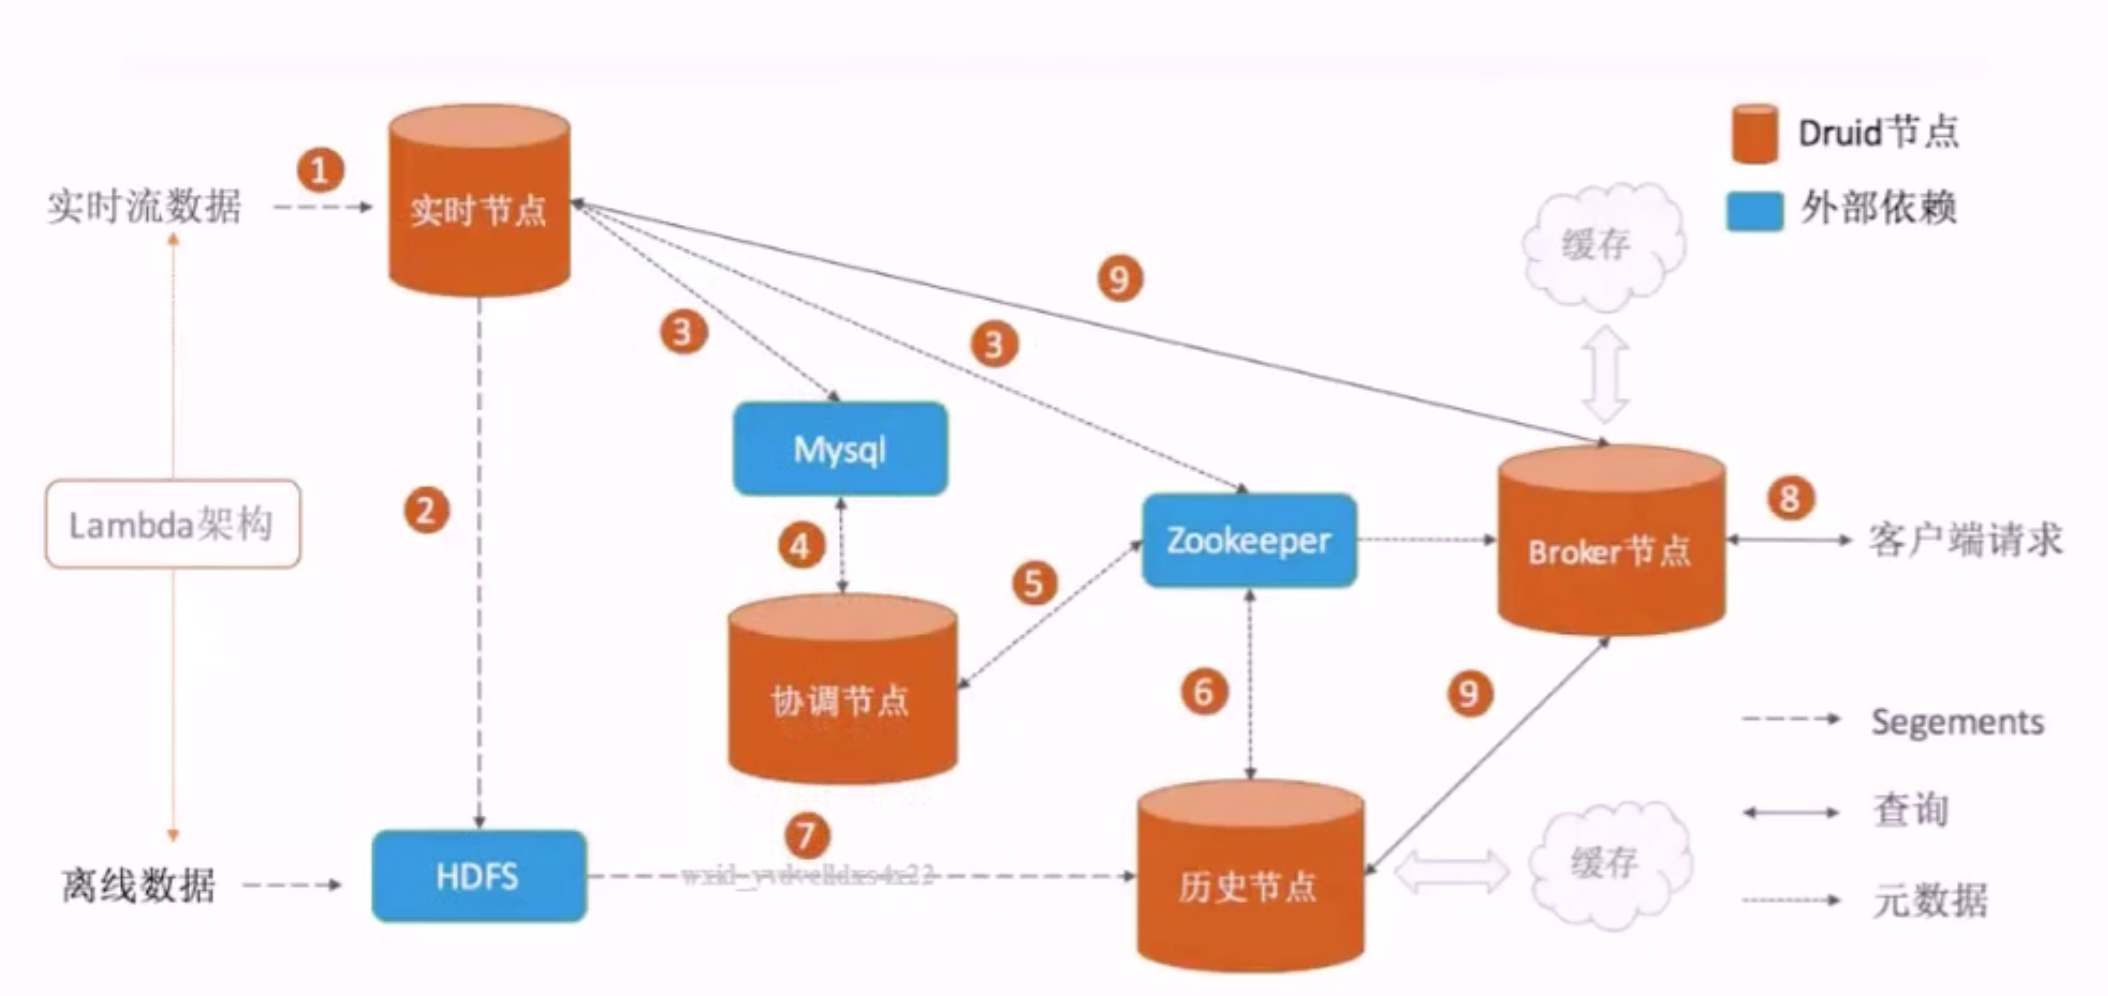 Druid节点
外部依赖
1
实时流数据
实时节点
缓存
9
3
3
Mysql
2
Lambda架构
4
Zookeeper
Broker节点
8
客户端请求
5
协调节点
6
9
Segements
查询
元数据
7
离线数据
HDFS
历史节点
缓存